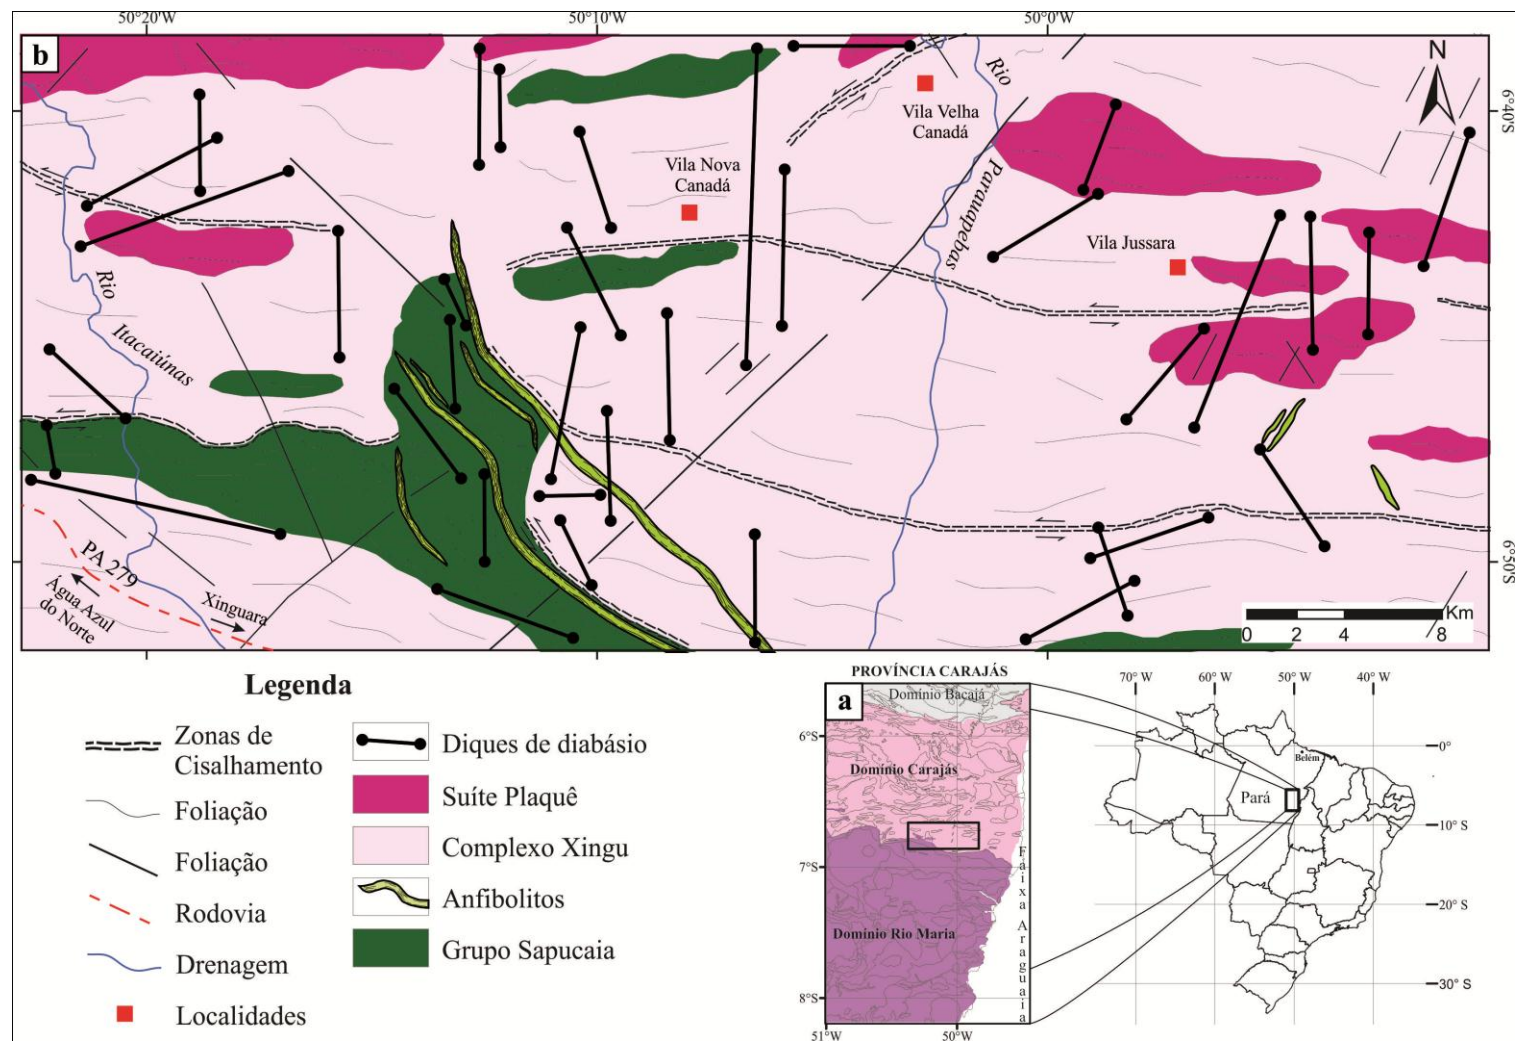 50°20'W
50°10'W
50°0'W
b
N
Rio
Vila Velha
Canadá
6°40'S
Vila Nova
Canadá
Parauapebas
Vila Jussara
Rio
Itacaiúnas
PA 279
Água Azul
do Norte
Xinguara
6°50'S
Km
0 2 4 8
Legenda
Zonas de
Cisalhamento
Foliação
Foliação
Rodovia
Drenagem
Localidades
Diques de diabásio
Suíte Plaquê
Complexo Xingu
Anfibolitos
Grupo Sapucaia
PROVÍNCIA CARAJÁS
a
Domínio Bacajá
6°S
Domínio Carajás
7°S
Domínio Rio Maria
Faixa Araguaia
8°S
51°W
50°W
70° W 60° W 50° W 40° W
0°
Belém
Pará
10° S
20° S
30° S